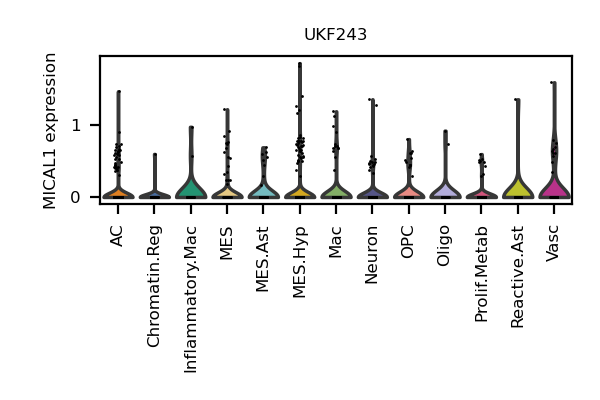 UKF243
MICAL1 expression
1
0
AC
Chromatin.Reg
Inflammatory.Mac
MES
MES.Ast
MES.Hyp
Mac
Neuron
OPC
Oligo
Prolif.Metab
Reactive.Ast
Vasc